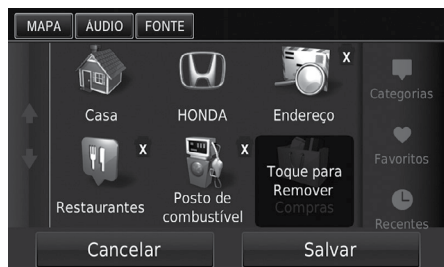 MAPA ÁUDIO FONTE
X
Categorias
Casa HONDA Endereço
X X
Toque para
Remover
Favoritos
Restaurantes
Posto de
combustível
Compras
Recentes
Cancelar Salvar